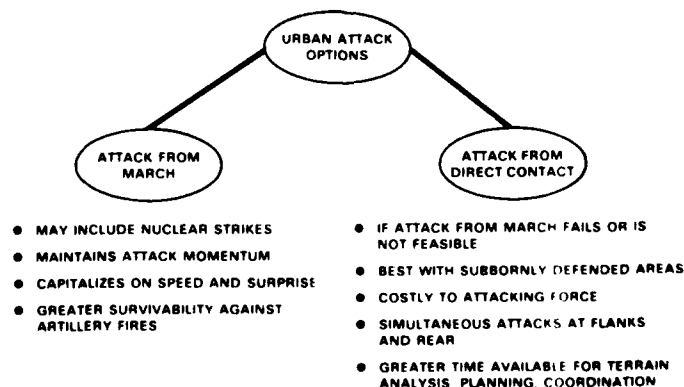 URBAN ATTACK
OPTIONS
ATTACK FROM
MARCH
ATTACK FROM
DIRECT CONTACT
● MAY INCLUDE NUCLEAR STRIKES
● MAINTAINS ATTACK MOMENTUM
● CAPITALIZES ON SPEED AND SURPRISE
● GREATER SURVIVABILITY AGAINST
ARTILLERY FIRES
● IF ATTACK FROM MARCH FAILS OR IS
NOT FEASIBLE
● BEST WITH SUBBORNLY DEFENDED AREAS
● COSTLY TO ATTACKING FORCE
● SIMULTANEOUS ATTACKS AT FLANKS
AND REAR
● GREATER TIME AVAILABLE FOR TERRAIN
ANALYSIS, PLANNING, COORDINATION